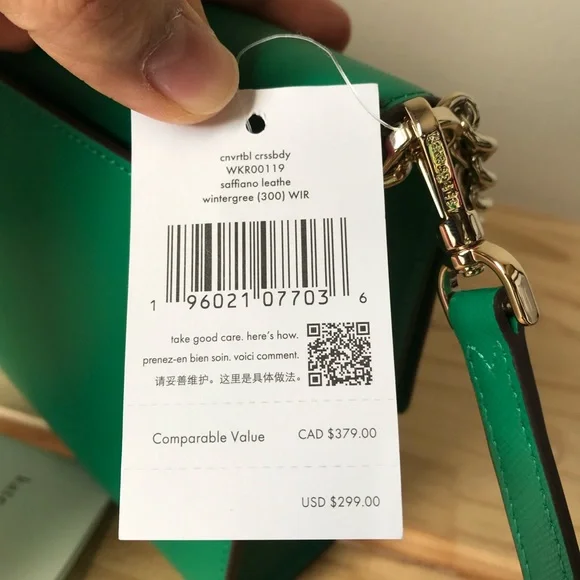 cnvrtbl crssbdy
WKR00119
saffiano leathe
wintergree (300) WIR
1 96021 07703 6
take good care. here's how.
prenez-en bien soin. voici comment.
请妥善维护。这里是具体做法。
Comparable Value CAD $379.00
USD $299.00